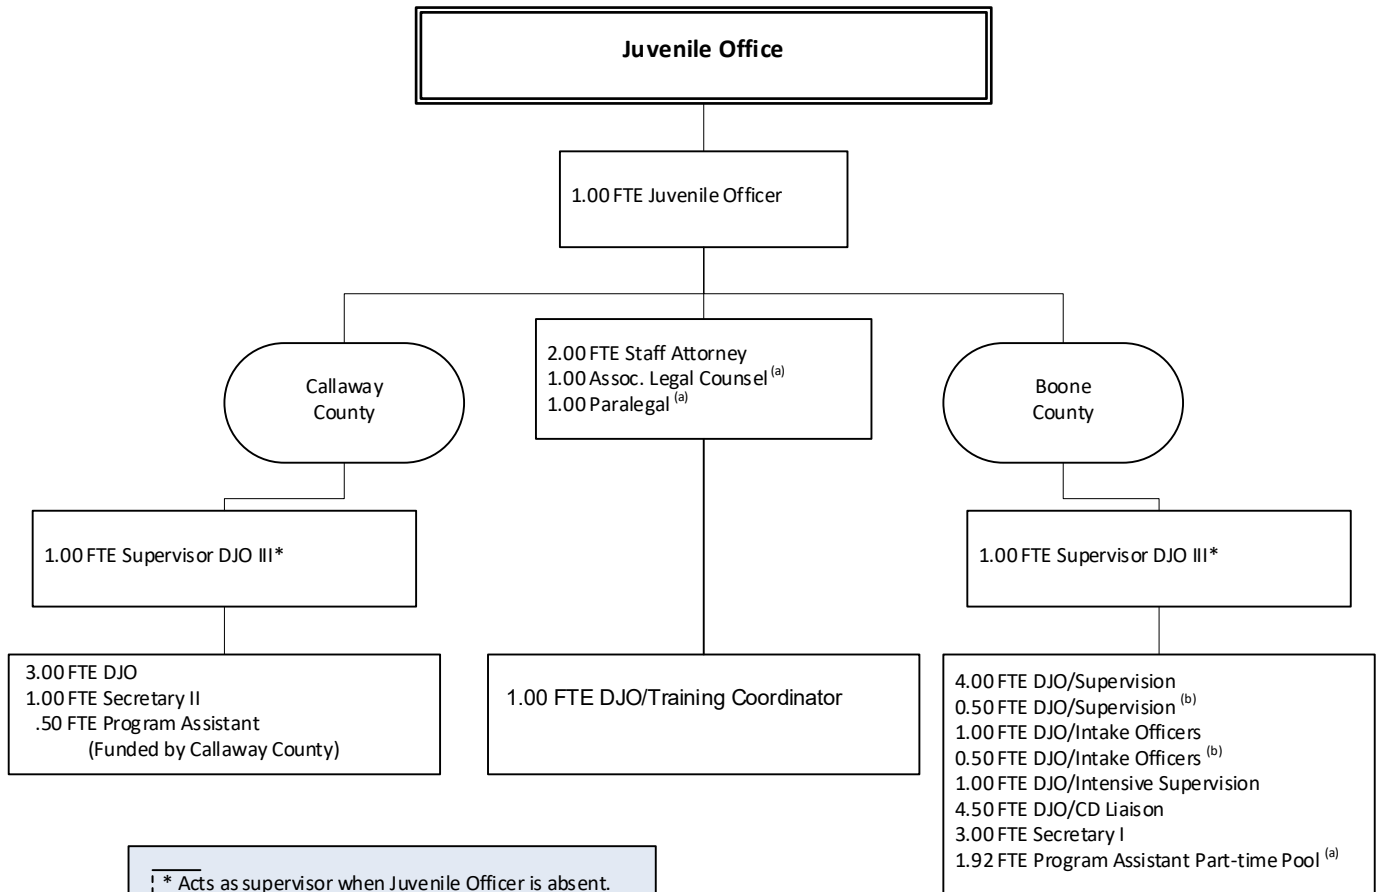 Juvenile Office
1.00 FTE Juvenile Officer
Callaway
County
2.00 FTE Staff Attorney
1.00 Assoc. Legal Counsel (a)
1.00 Paralegal (a)
Boone
County
1.00 FTE Supervisor DJO III*
1.00 FTE Supervisor DJO III*
3.00 FTE DJO
1.00 FTE Secretary II
.50 FTE Program Assistant
(Funded by Callaway County)
1.00 FTE DJO/Training Coordinator
4.00 FTE DJO/Supervision
0.50 FTE DJO/Supervision (b)
1.00 FTE DJO/Intake Officers
0.50 FTE DJO/Intake Officers (b)
1.00 FTE DJO/Intensive Supervision
4.50 FTE DJO/CD Liaison
3.00 FTE Secretary I
1.92 FTE Program Assistant Part-time Pool (a)
* Acts as supervisor when Juvenile Officer is absent.